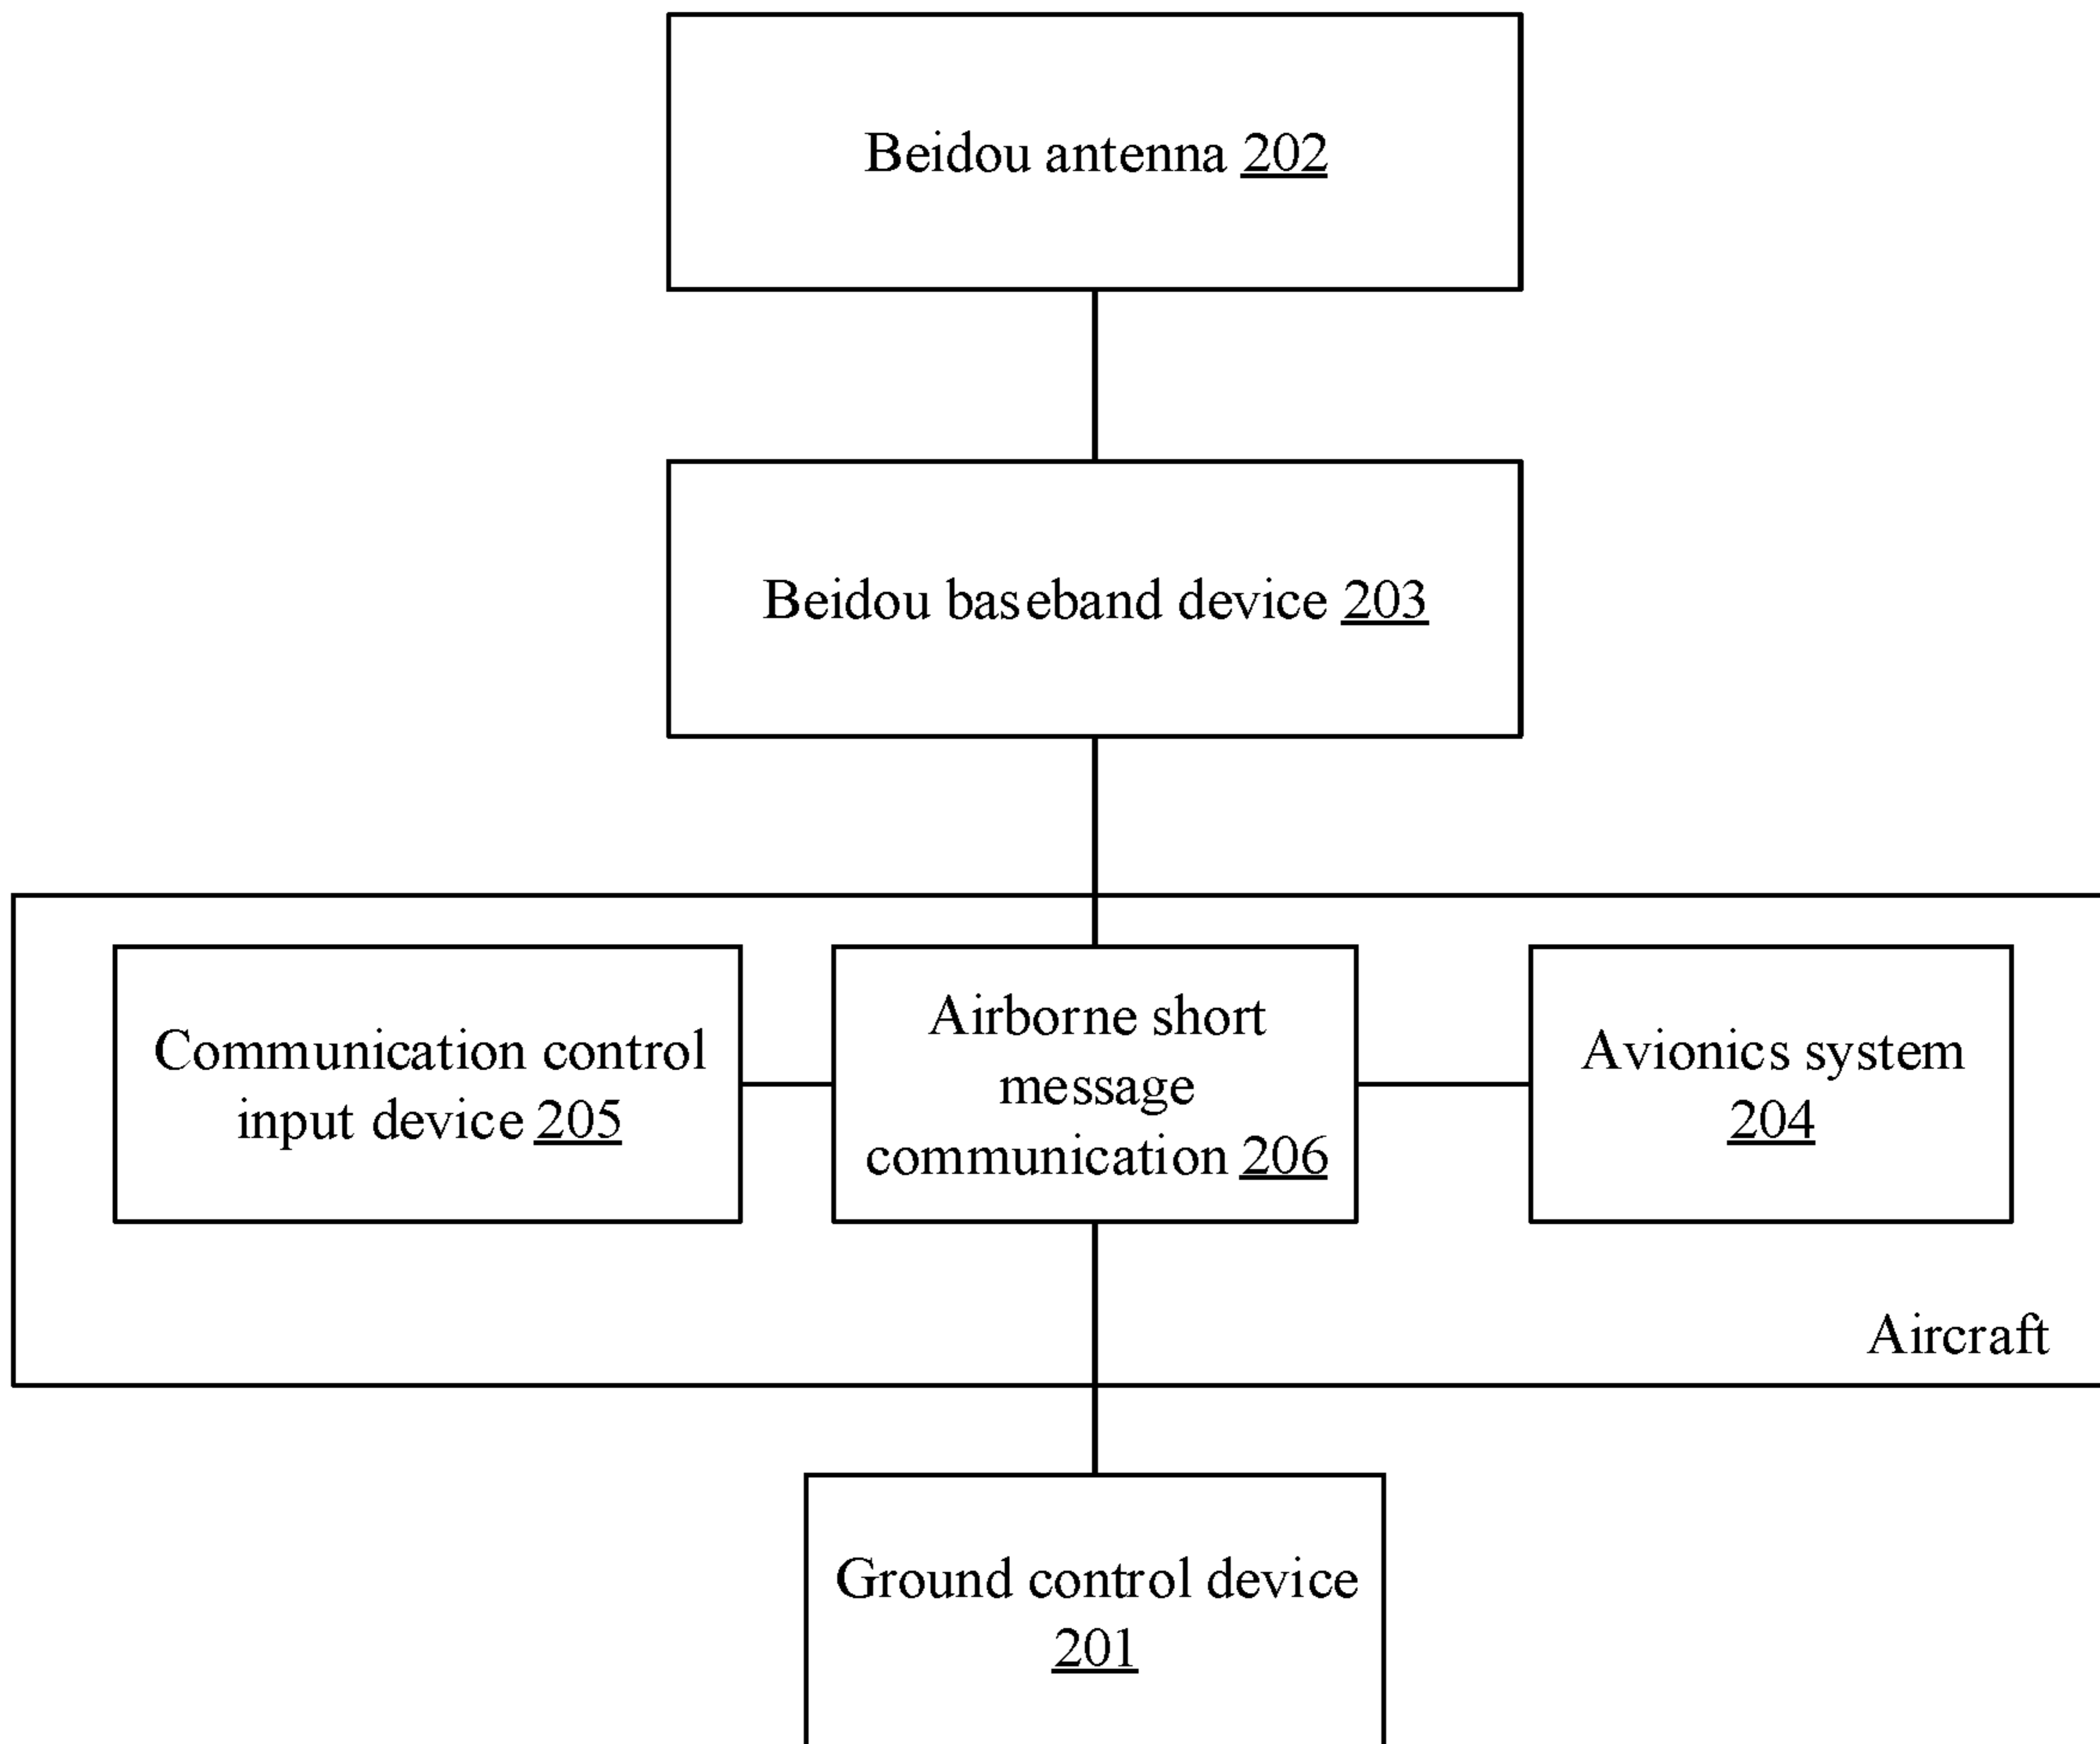 Beidou antenna 202
Beidou baseband device 203
Communication control
input device 205
Airborne short
message
communication 206
Avionics system
204
Aircraft
Ground control device
201